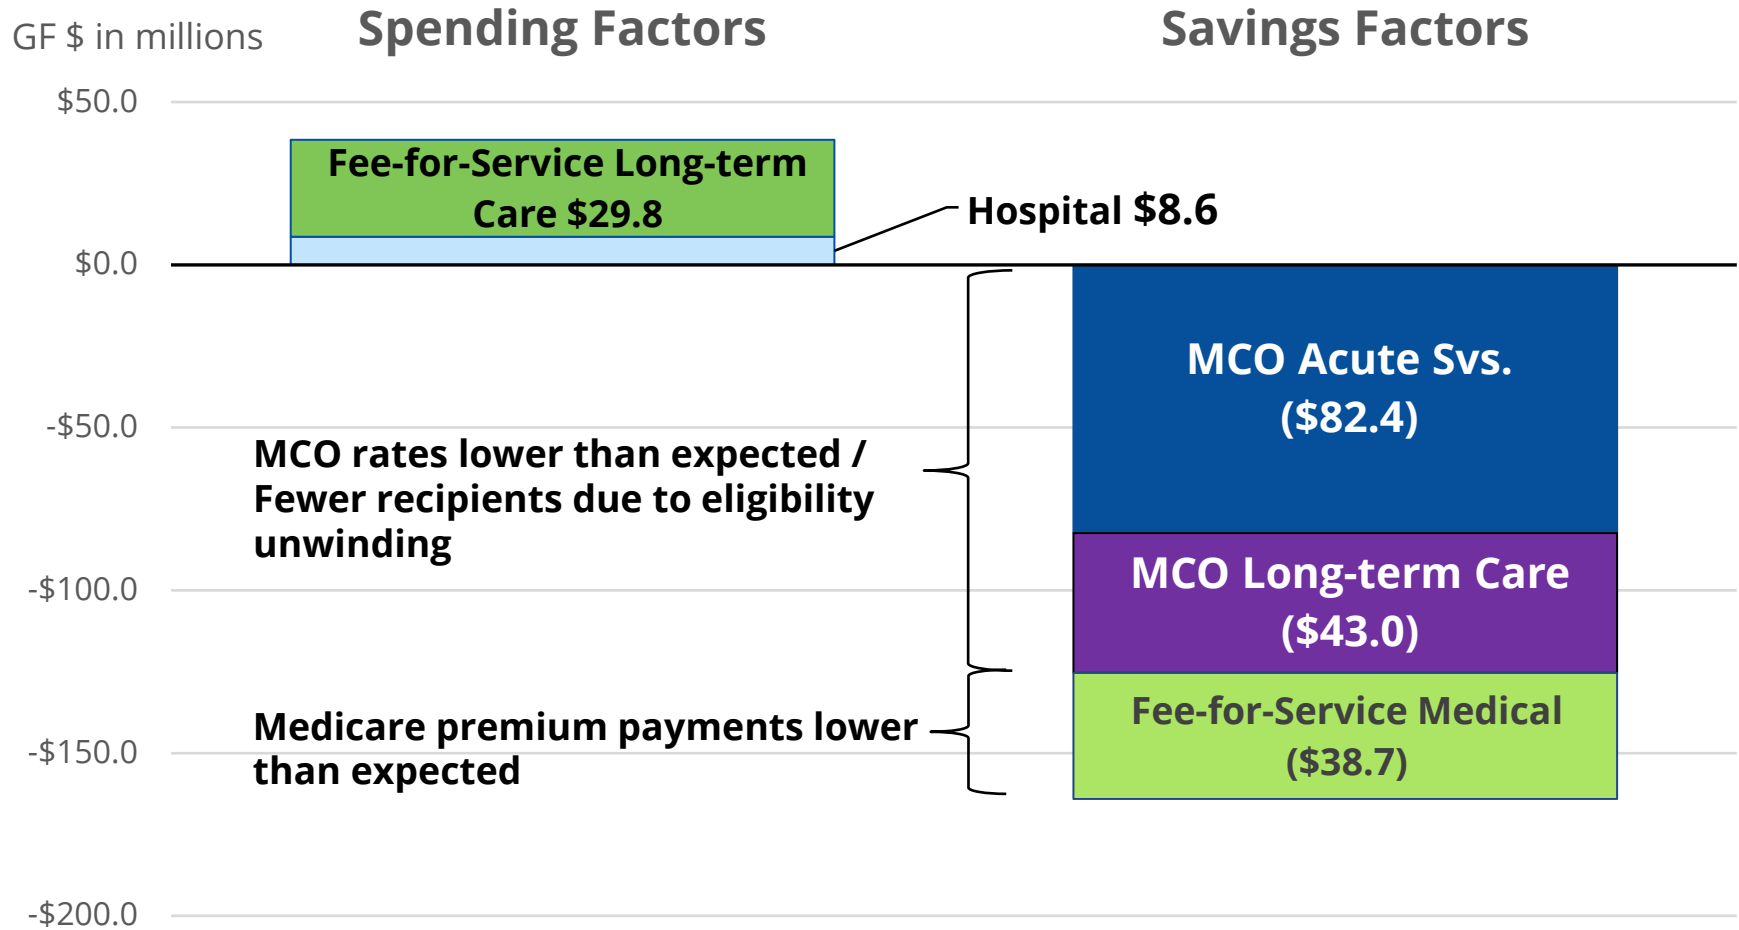 GF $ in millions
Spending Factors
Savings Factors
$50.0
Fee-for-Service Long-term
Care $29.8
Hospital $8.6
$0.0
MCO Acute Svs.
($82.4)
-$50.0
MCO rates lower than expected /
Fewer recipients due to eligibility
unwinding
MCO Long-term Care
($43.0)
-$100.0
Fee-for-Service Medical
($38.7)
Medicare premium payments lower
than expected
-$150.0
-$200.0